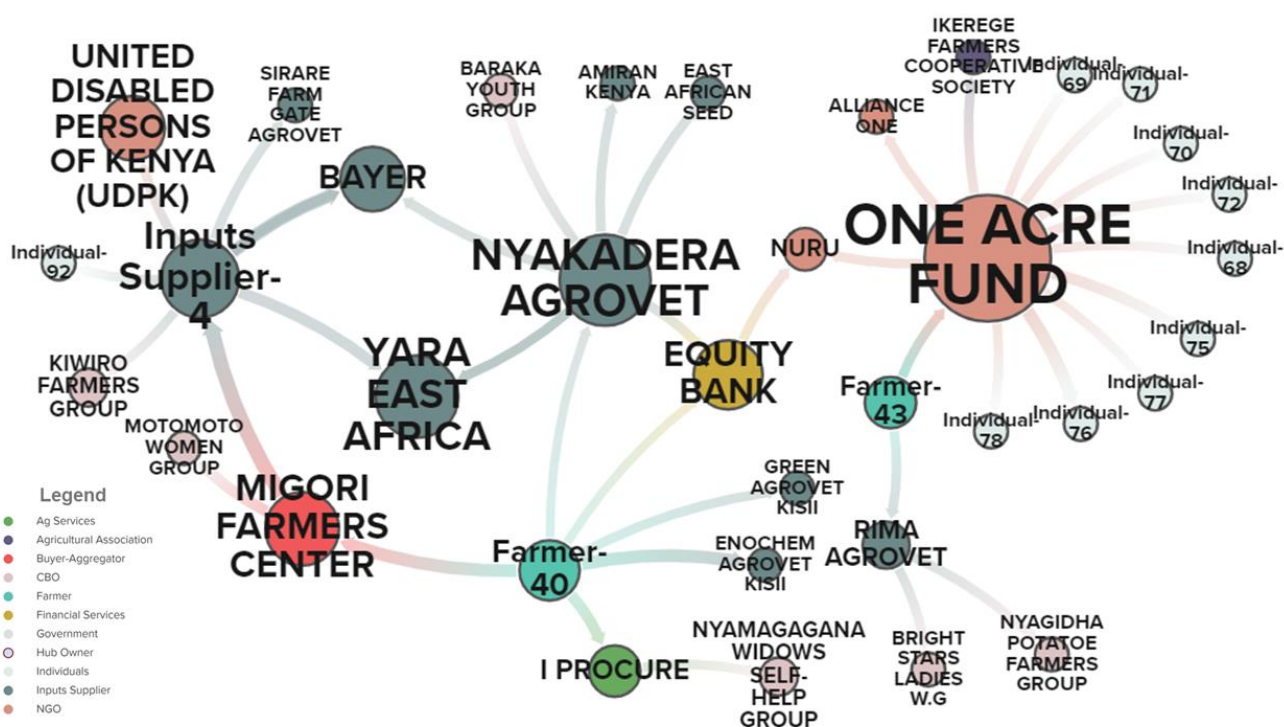 UNITED
DISABLED
PERSONS
OF KENYA
(UDPK)
SIRARE
FARM
GATE
AGROVET
BAYER
BARAKA
YOUTH
GROUP
AMIRAN
KENYA
EAST
AFRICAN
SEED
IKEREGE
FARMERS
COOPERATIVE
SOCIETY
Individual-
69
Individual-
71
ALLIANCE
ONE
Individual-
70
Individual-
72
Individual-
68
Individual-
92
Inputs
Supplier-
4
NYAKADERA
AGROVET
NURU
ONE ACRE
FUND
KIWIRO
FARMERS
GROUP
YARA
EAST
AFRICA
EQUITY
BANK
Farmer-
43
Individual-
75
Individual-
77
Individual-
76
Individual-
78
MOTOMOTO
WOMEN
GROUP
MIGORI
FARMERS
CENTER
Farmer-
40
GREEN
AGROVET
KISII
ENOCHEM
AGROVET
KISII
RIMA
AGROVET
I PROCURE
NYAMAGAGANA
WIDOWS
SELF-
HELP
GROUP
BRIGHT
STARS
LADIES
W.G
NYAGIDHA
POTATOE
FARMERS
GROUP
Legend
Ag Services
Agricultural Association
Buyer-Aggregator
CBO
Farmer
Financial Services
Government
Hub Owner
Individuals
Inputs Supplier
NGO